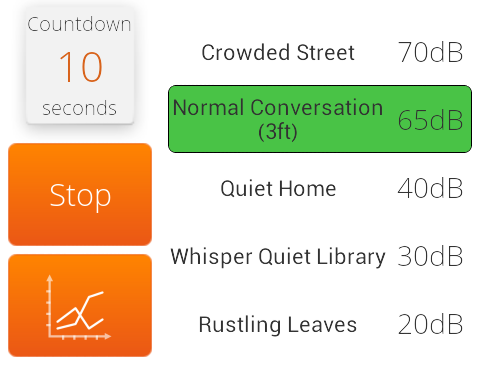 Countdown
10
seconds
Stop
Crowded Street 70dB
Normal Conversation
(3ft) 65dB
Quiet Home 40dB
Whisper Quiet Library 30dB
Rustling Leaves 20dB